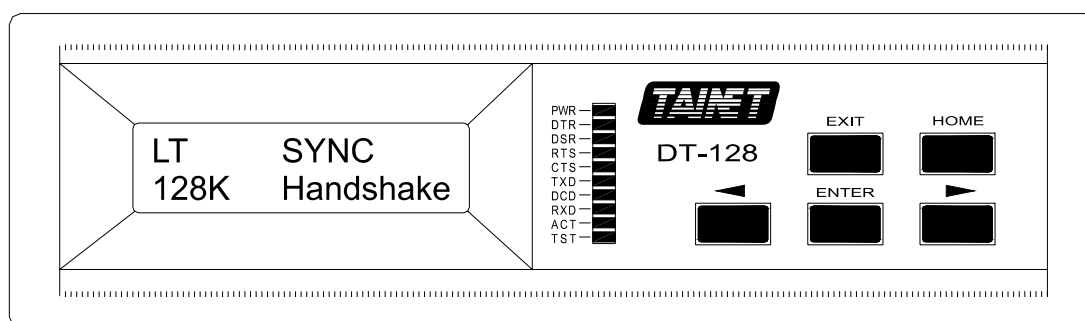 LT SYNC
128K Handshake
PWR
DTR
DSR
RTS
CTS
TXD
DCD
RXD
ACT
TST
TAINET
DT-128
EXIT
HOME
ENTER